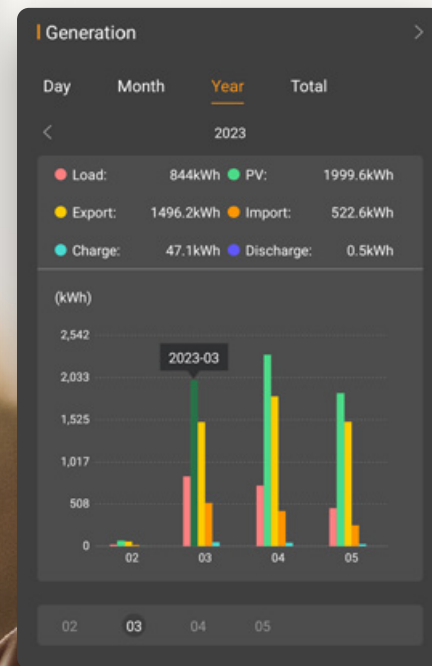 Generation
Day Month Year Total
2023
Load: 844kWh PV: 1999.6kWh
Export: 1496.2kWh Import: 522.6kWh
Charge: 47.1kWh Discharge: 0.5kWh
(kWh)
2,542
2023-03
2,033
1,525
1,017
508
0
02 03 04 05
02 03 04 05